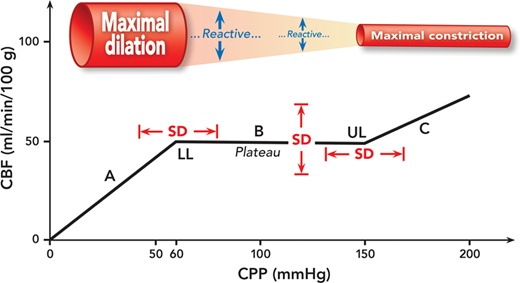 Maximal
dilation
...Reactive...
...Reactive...
Maximal constriction
CBF (ml/min/100 g)
100
50
0
A
SD
LL
B
Plateau
SD
UL
SD
C
0
50
60
100
150
200
CPP (mmHg)